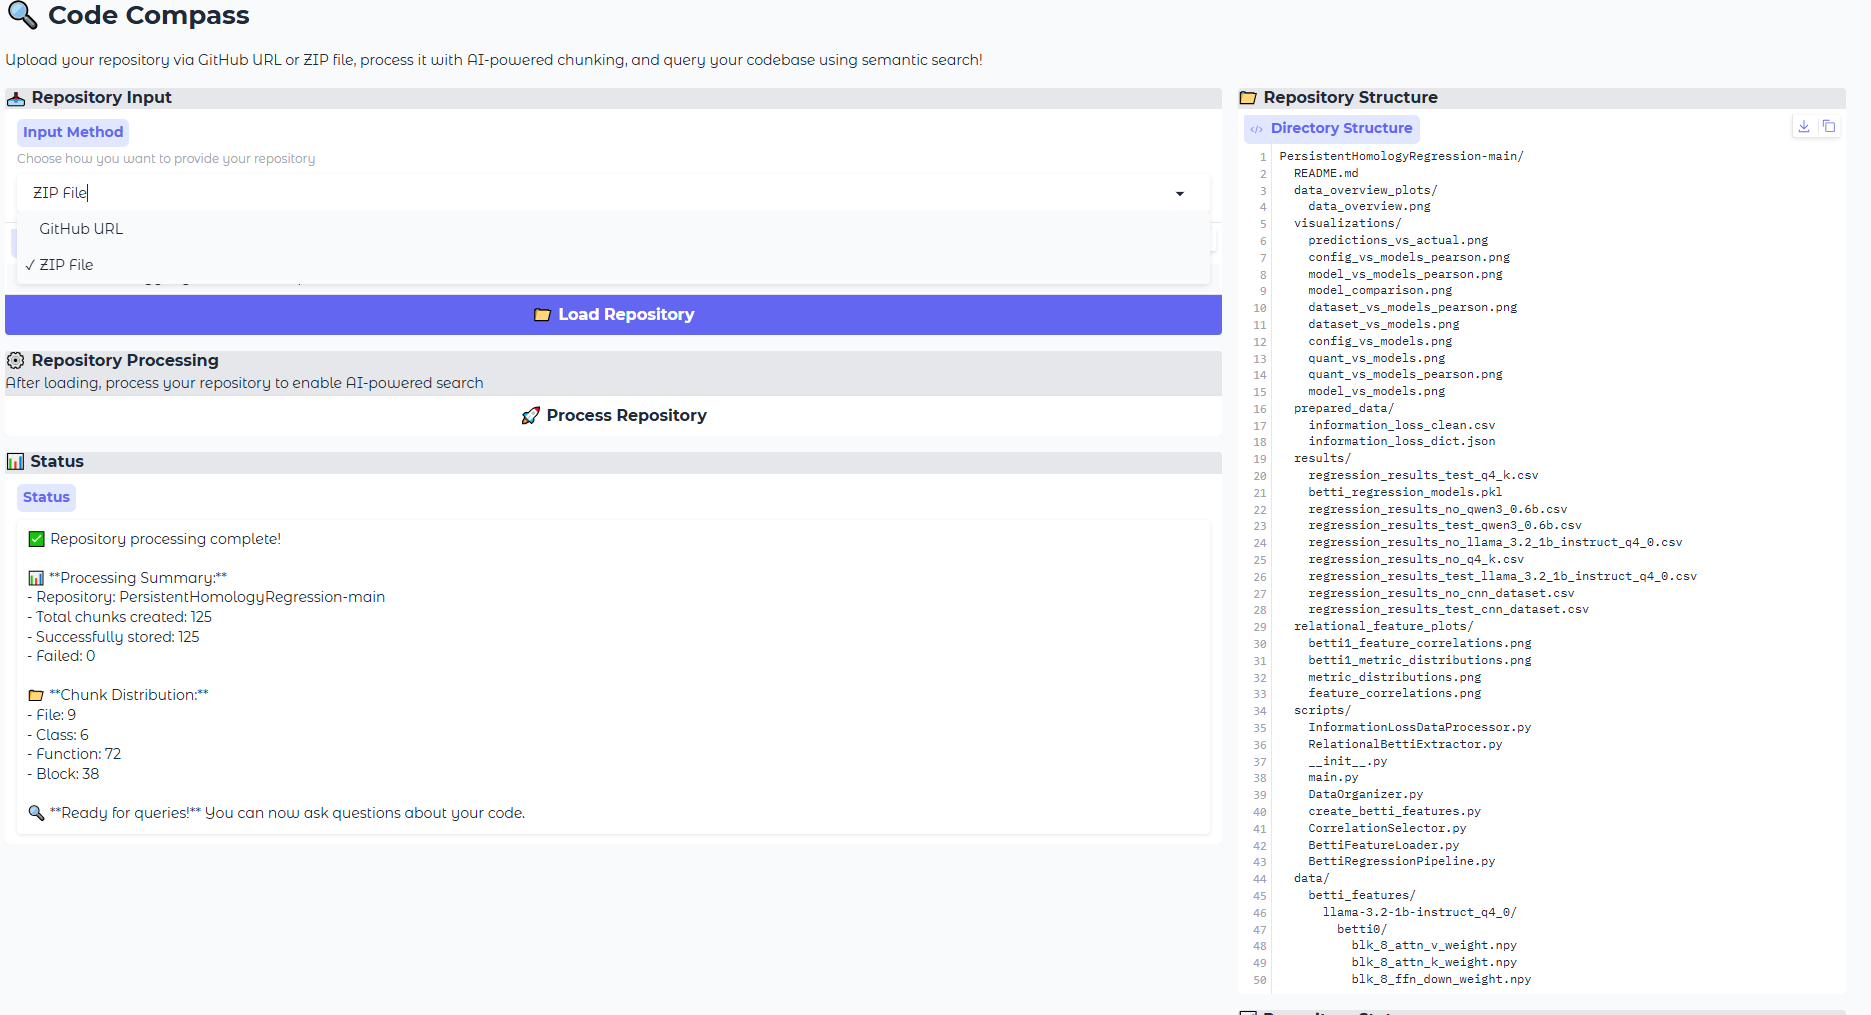 🔍 Code Compass
Upload your repository via GitHub URL or ZIP file, process it with AI-powered chunking, and query your codebase using semantic search!
📥 Repository Input
Input Method
Choose how you want to provide your repository
ZIP File
GitHub URL
✓ ZIP File
📁 Load Repository
⚙️ Repository Processing
After loading, process your repository to enable AI-powered search
🚀 Process Repository
📊 Status
Status
✅ Repository processing complete!
📊 **Processing Summary:**
- Repository: PersistentHomologyRegression-main
- Total chunks created: 125
- Successfully stored: 125
- Failed: 0
📁 **Chunk Distribution:**
- File: 9
- Class: 6
- Function: 72
- Block: 38
🔍 **Ready for queries!** You can now ask questions about your code.
📁 Repository Structure
</> Directory Structure
1 PersistentHomologyRegression-main/
2 README.md
3 data_overview_plots/
4 data_overview.png
5 visualizations/
6 predictions_vs_actual.png
7 config_vs_models_pearson.png
8 model_vs_models_pearson.png
9 model_comparison.png
10 dataset_vs_models_pearson.png
11 dataset_vs_models.png
12 config_vs_models.png
13 quant_vs_models.png
14 quant_vs_models_pearson.png
15 model_vs_models.png
16 prepared_data/
17 information_loss_clean.csv
18 information_loss_dict.json
19 results/
20 regression_results_test_q4_k.csv
21 betti_regression_models.pkl
22 regression_results_no_qwen3_0.6b.csv
23 regression_results_test_qwen3_0.6b.csv
24 regression_results_no_llama_3.2_1b_instruct_q4_0.csv
25 regression_results_no_q4_k.csv
26 regression_results_test_llama_3.2_1b_instruct_q4_0.csv
27 regression_results_no_cnn_dataset.csv
28 regression_results_test_cnn_dataset.csv
29 relational_feature_plots/
30 betti1_feature_correlations.png
31 betti1_metric_distributions.png
32 metric_distributions.png
33 feature_correlations.png
34 scripts/
35 InformationLossDataProcessor.py
36 RelationalBettiExtractor.py
37 __init__.py
38 main.py
39 DataOrganizer.py
40 create_betti_features.py
41 CorrelationSelector.py
42 BettiFeatureLoader.py
43 BettiRegressionPipeline.py
44 data/
45 betti_features/
46 llama-3.2-1b-instruct_q4_0/
47 betti0/
48 blk_8_attn_v_weight.npy
49 blk_8_attn_k_weight.npy
50 blk_8_ffn_down_weight.npy